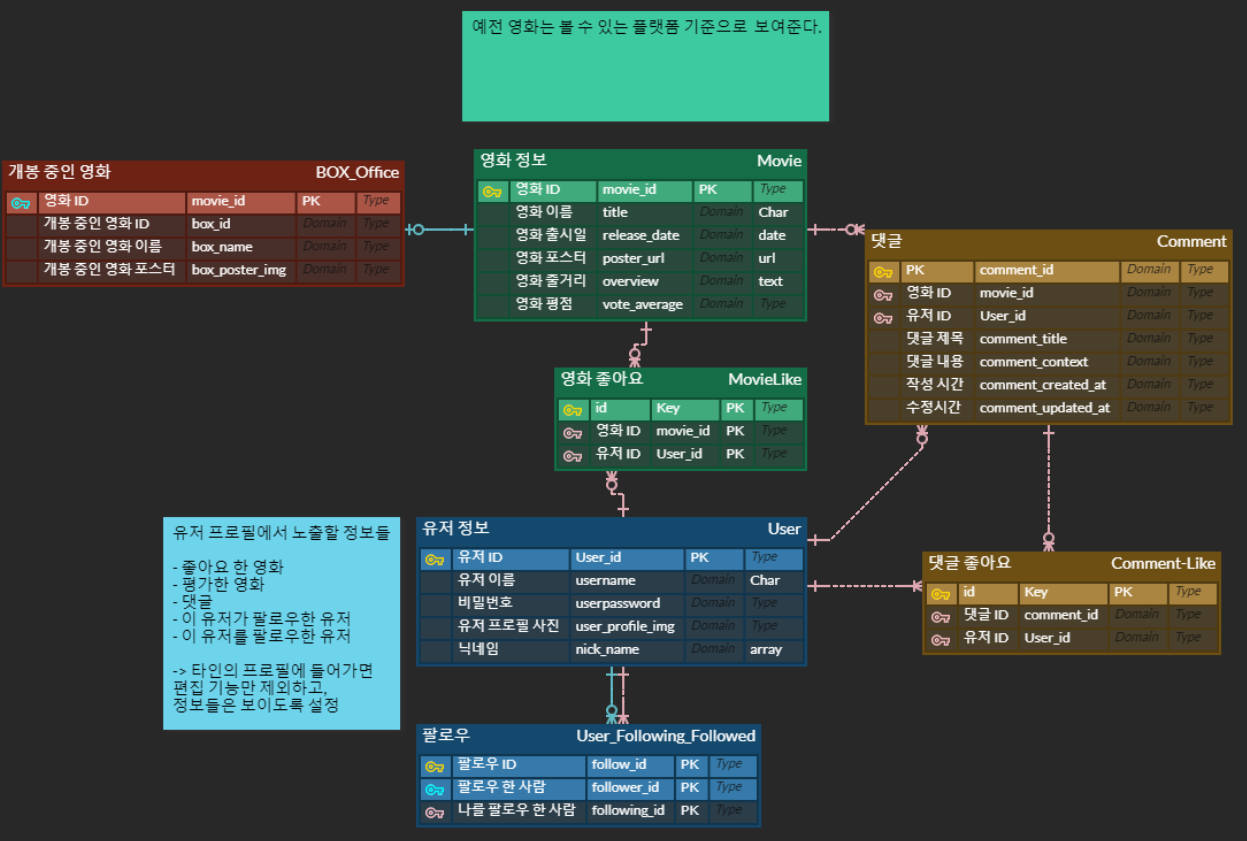 예전 영화는 볼 수 있는 플랫폼 기준으로 보여준다.
개봉 중인 영화 BOX_Office
영화 ID movie_id PK Type
개봉 중인 영화 ID box_id Domain Type
개봉 중인 영화 이름 box_name Domain Type
개봉 중인 영화 포스터 box_poster_img Domain Type
영화 정보 Movie
영화 ID movie_id PK Type
영화 이름 title Domain Char
영화 출시일 release_date Domain date
영화 포스터 poster_url Domain url
영화 줄거리 overview Domain text
영화 평점 vote_average Domain Type
댓글 Comment
PK comment_id Domain Type
영화 ID movie_id Domain Type
유저 ID User_id Domain Type
댓글 제목 comment_title Domain Type
댓글 내용 comment_context Domain Type
작성 시간 comment_created_at Domain Type
수정시간 comment_updated_at Domain Type
영화 좋아요 MovieLike
id Key PK Type
영화 ID movie_id PK Type
유저 ID User_id PK Type
유저 프로필에서 노출할 정보들
- 좋아요 한 영화
- 평가한 영화
- 댓글
- 이 유저가 팔로우한 유저
- 이 유저를 팔로우한 유저
-> 타인의 프로필에 들어가면
편집 기능만 제외하고,
정보들은 보이도록 설정
유저 정보 User
유저 ID User_id PK Type
유저 이름 username Domain Char
비밀번호 userpassword Domain Type
유저 프로필 사진 user_profile_img Domain Type
닉네임 nick_name Domain array
댓글 좋아요 Comment-Like
id Key PK Type
댓글 ID comment_id Domain Type
유저 ID User_id Domain Type
팔로우 User_Following_Followed
팔로우 ID follow_id PK Type
팔로우 한 사람 follower_id PK Type
나를 팔로우 한 사람 following_id PK Type